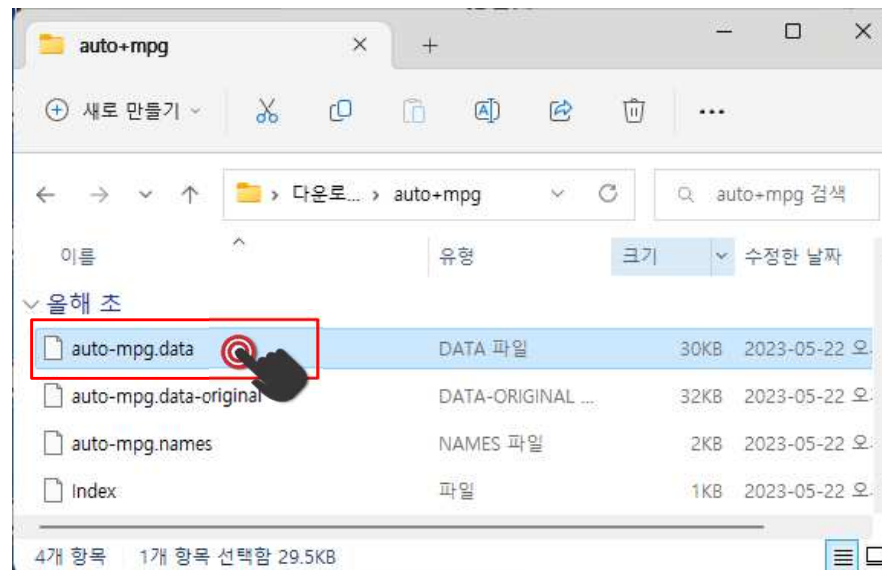 auto+mpg
새로 만들기
다운로... > auto+mpg
auto+mpg 검색
이름 유형 크기 수정한 날짜
올해 초
auto-mpg.data DATA 파일 30KB 2023-05-22 오
auto-mpg.data-original DATA-ORIGINAL ... 32KB 2023-05-22 오
auto-mpg.names NAMES 파일 2KB 2023-05-22 오
Index 파일 1KB 2023-05-22 오
4개 항목 1개 항목 선택함 29.5KB